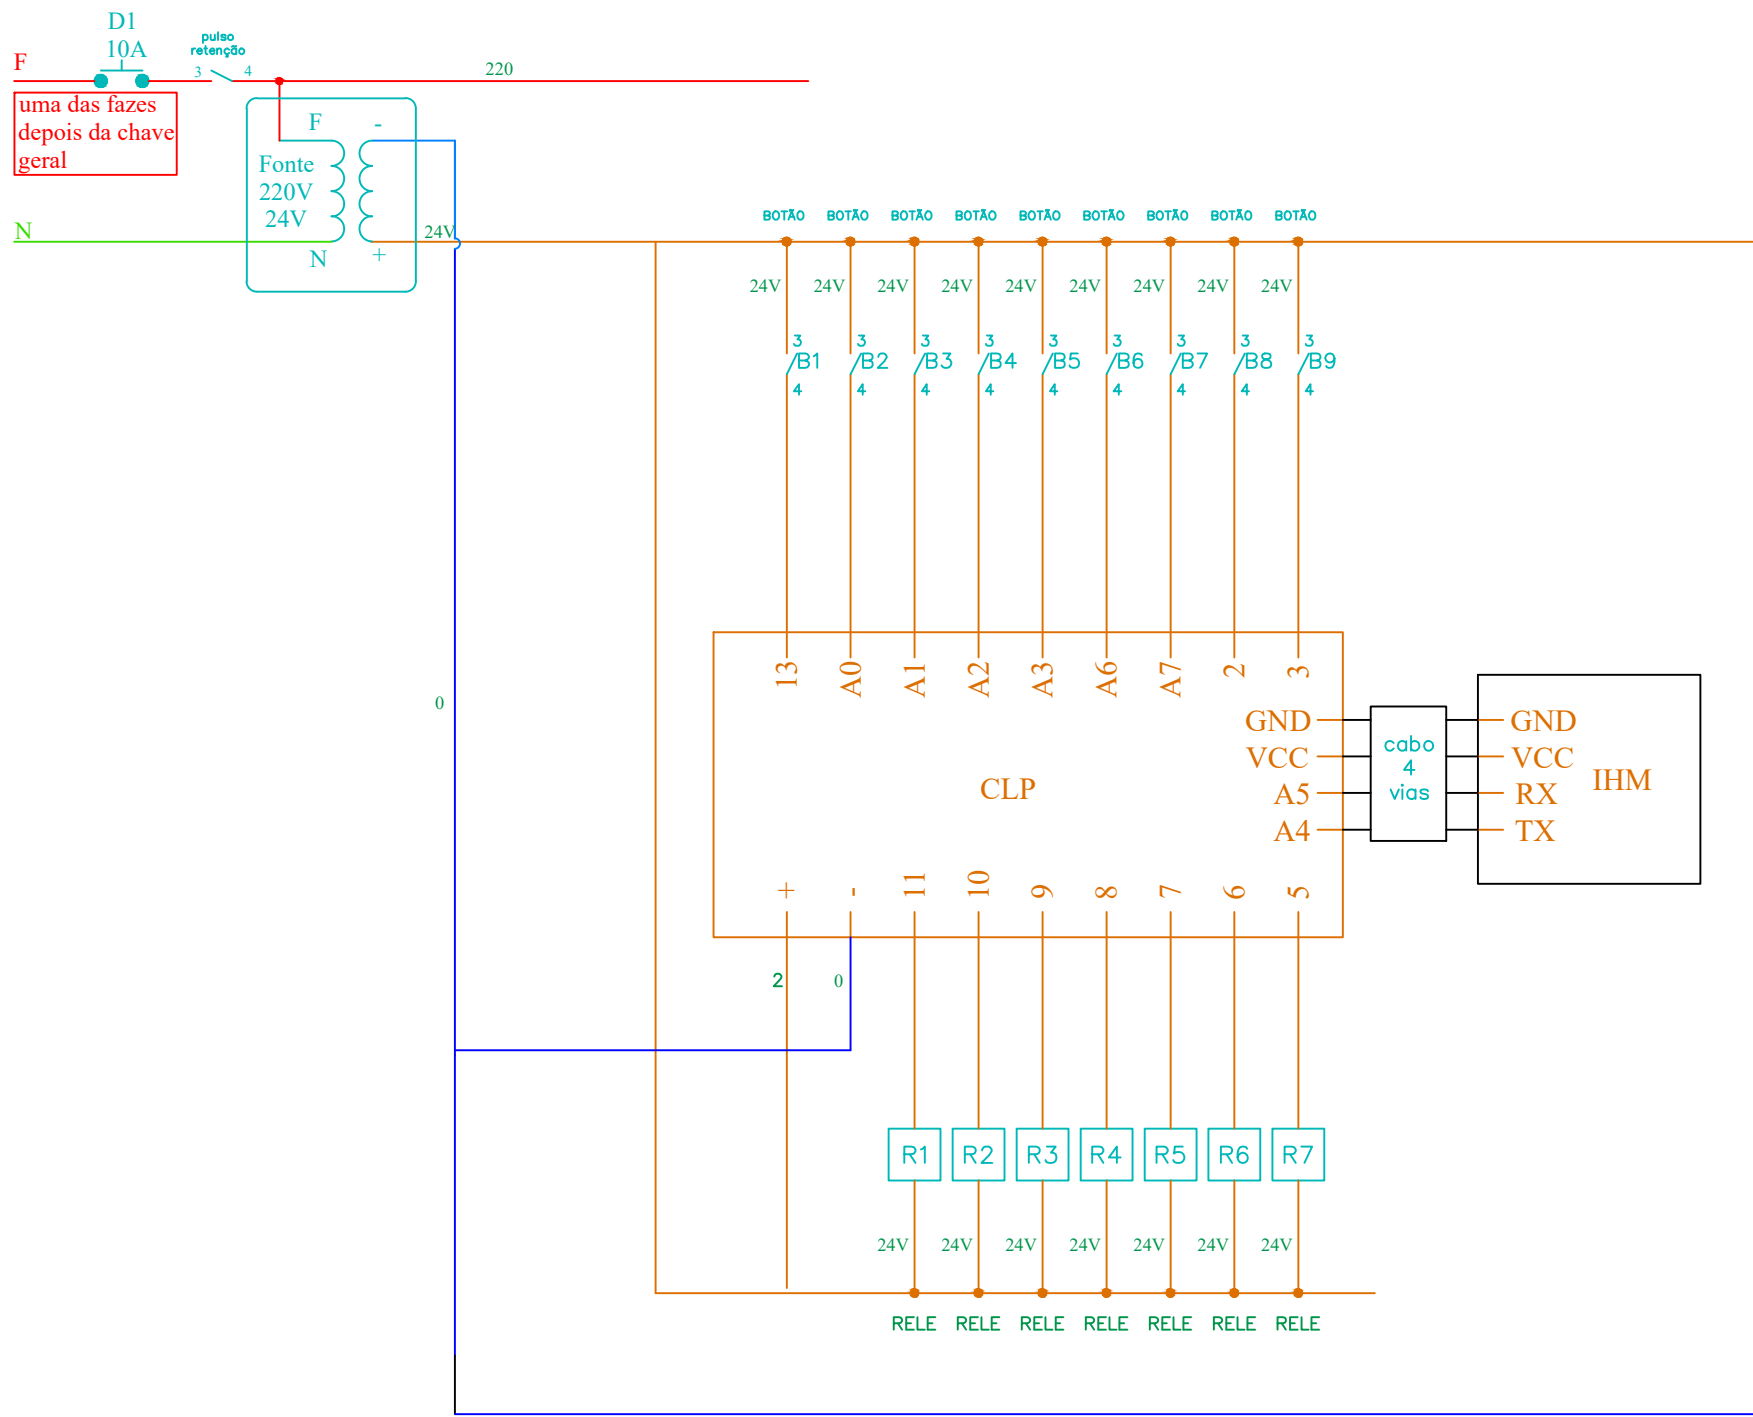 D1
10A
pulso
retenção
F
3 4
220
uma das fazes
depois da chave
geral
F -
Fonte
220V
24V
N +
N
24V
BOTÃO BOTÃO BOTÃO BOTÃO BOTÃO BOTÃO BOTÃO BOTÃO BOTÃO
24V 24V 24V 24V 24V 24V 24V 24V 24V
3 3 3 3 3 3 3 3 3
B1 B2 B3 B4 B5 B6 B7 B8 B9
4 4 4 4 4 4 4 4 4
13 A0 A1 A2 A3 A6 A7 2 3
0
GND
VCC
A5
A4
cabo
4
vias
GND
VCC
RX
TX
IHM
CLP
+ - 11 10 9 8 7 6 5
2 0
R1 R2 R3 R4 R5 R6 R7
24V 24V 24V 24V 24V 24V 24V
RELE RELE RELE RELE RELE RELE RELE